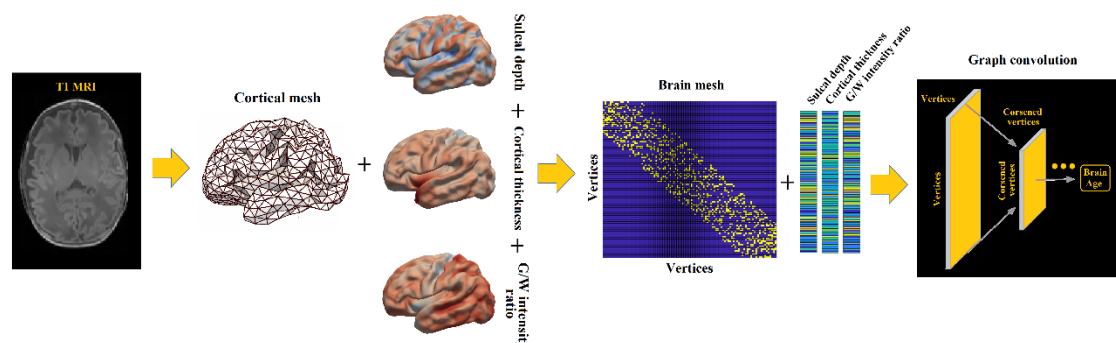 T1 MRI
Cortical mesh
+
Sulcal depth
+
Cortical thickness
+
G/W intensit
ratio
Brain mesh
Vertices
Vertices
+
Sulcal depth
Cortical thickness
G/W intensity ratio
Graph convolution
Vertices
Vertices
Corsened
vertices
Corsened
vertices
Brain
Age